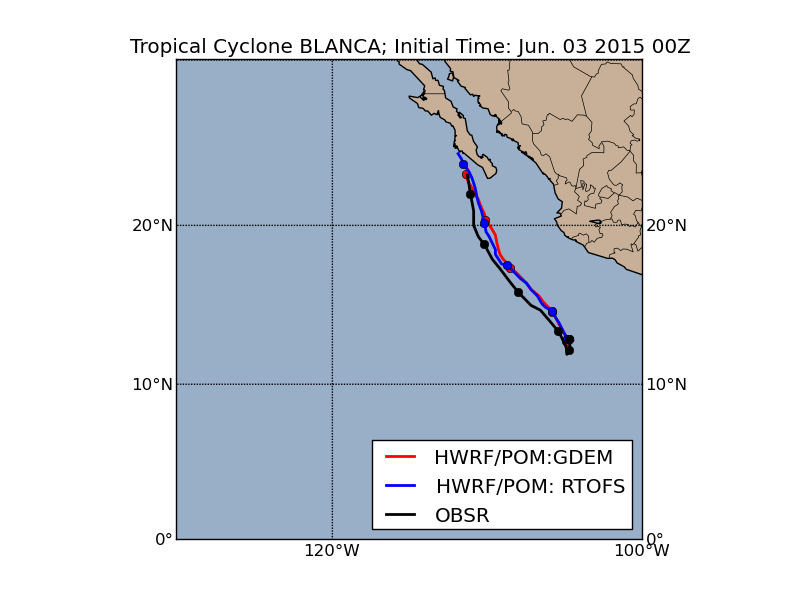 Tropical Cyclone BLANCA; Initial Time: Jun. 03 2015 00Z
20°N 20°N
10°N 10°N
HWRF/POM:GDEM
HWRF/POM: RTOFS
OBSR
0° 0°
120°W 100°W